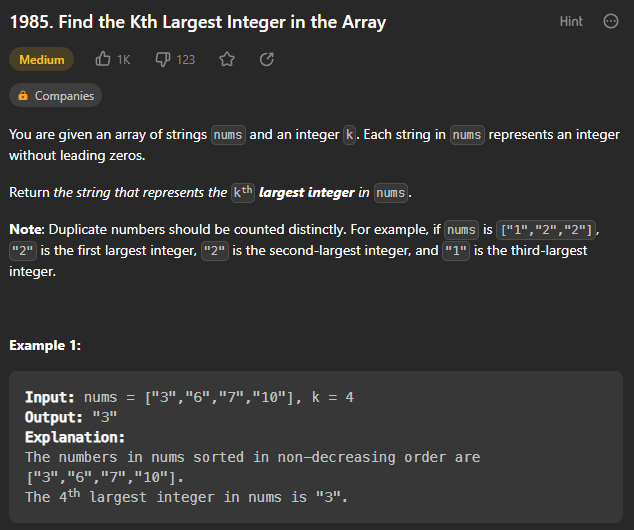 1985. Find the Kth Largest Integer in the Array
Hint
Medium 1K 123
Companies
You are given an array of strings nums and an integer k. Each string in nums represents an integer
without leading zeros.
Return the string that represents the kth largest integer in nums.
Note: Duplicate numbers should be counted distinctly. For example, if nums is ["1","2","2"],
"2" is the first largest integer, "2" is the second-largest integer, and "1" is the third-largest
integer.
Example 1:
Input: nums = ["3","6","7","10"], k = 4
Output: "3"
Explanation:
The numbers in nums sorted in non-decreasing order are
["3","6","7","10"].
The 4th largest integer in nums is "3".